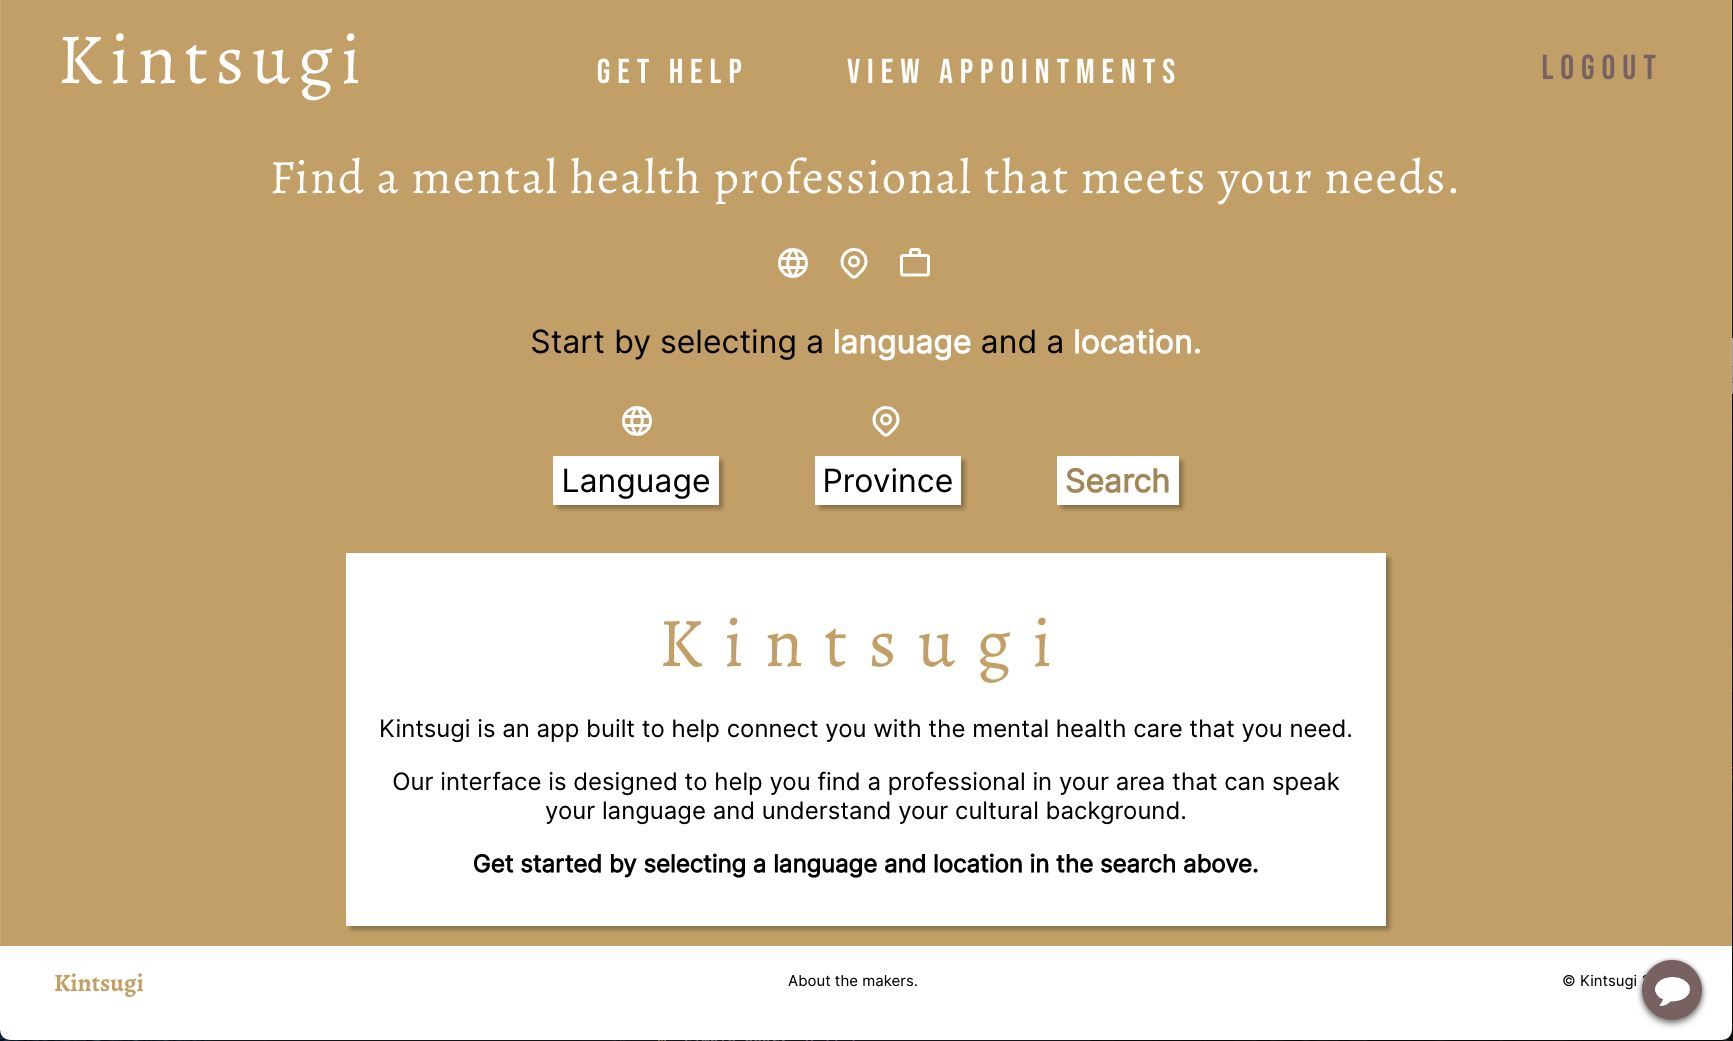 Kintsugi
GET HELP
VIEW APPOINTMENTS
LOGOUT
Find a mental health professional that meets your needs.
Start by selecting a language and a location.
Language
Province
Search
Kintsugi
Kintsugi is an app built to help connect you with the mental health care that you need.
Our interface is designed to help you find a professional in your area that can speak
your language and understand your cultural background.
Get started by selecting a language and location in the search above.
Kintsugi
About the makers.
© Kintsugi